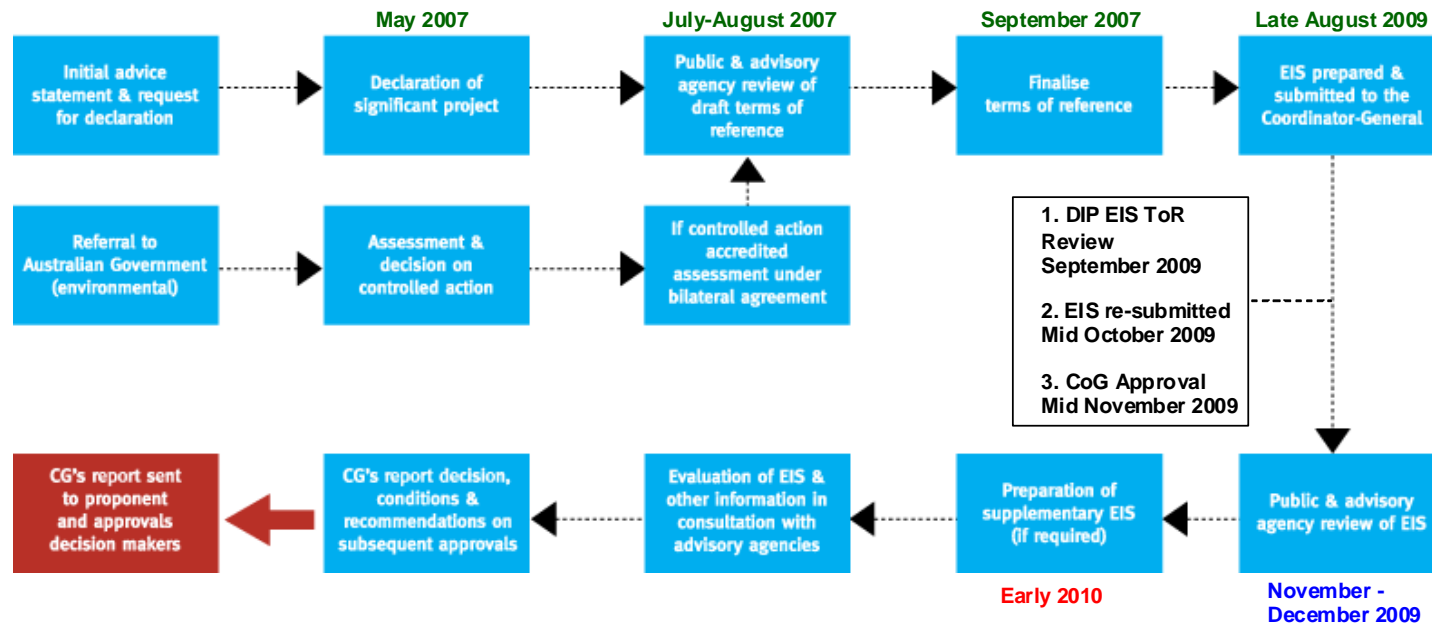 May 2007
July-August 2007
September 2007
Late August 2009
Initial advice
statement & request
for declaration
Declaration of
significant project
Public & advisory
agency review of
draft terms of
reference
Finalise
terms of reference
EIS prepared &
submitted to the
Coordinator-General
Referral to
Australian Government
(environmental)
Assessment &
decision on
controlled action
If controlled action
accredited
assessment under
bilateral agreement
1. DIP EIS ToR
Review
September 2009
2. EIS re-submitted
Mid October 2009
3. CoG Approval
Mid November 2009
CG's report sent
to proponent
and approvals
decision makers
CG's report decision,
conditions &
recommendations on
subsequent approvals
Evaluation of EIS &
other information in
consultation with
advisory agencies
Preparation of
supplementary EIS
(if required)
Public & advisory
agency review of EIS
Early 2010
November -
December 2009